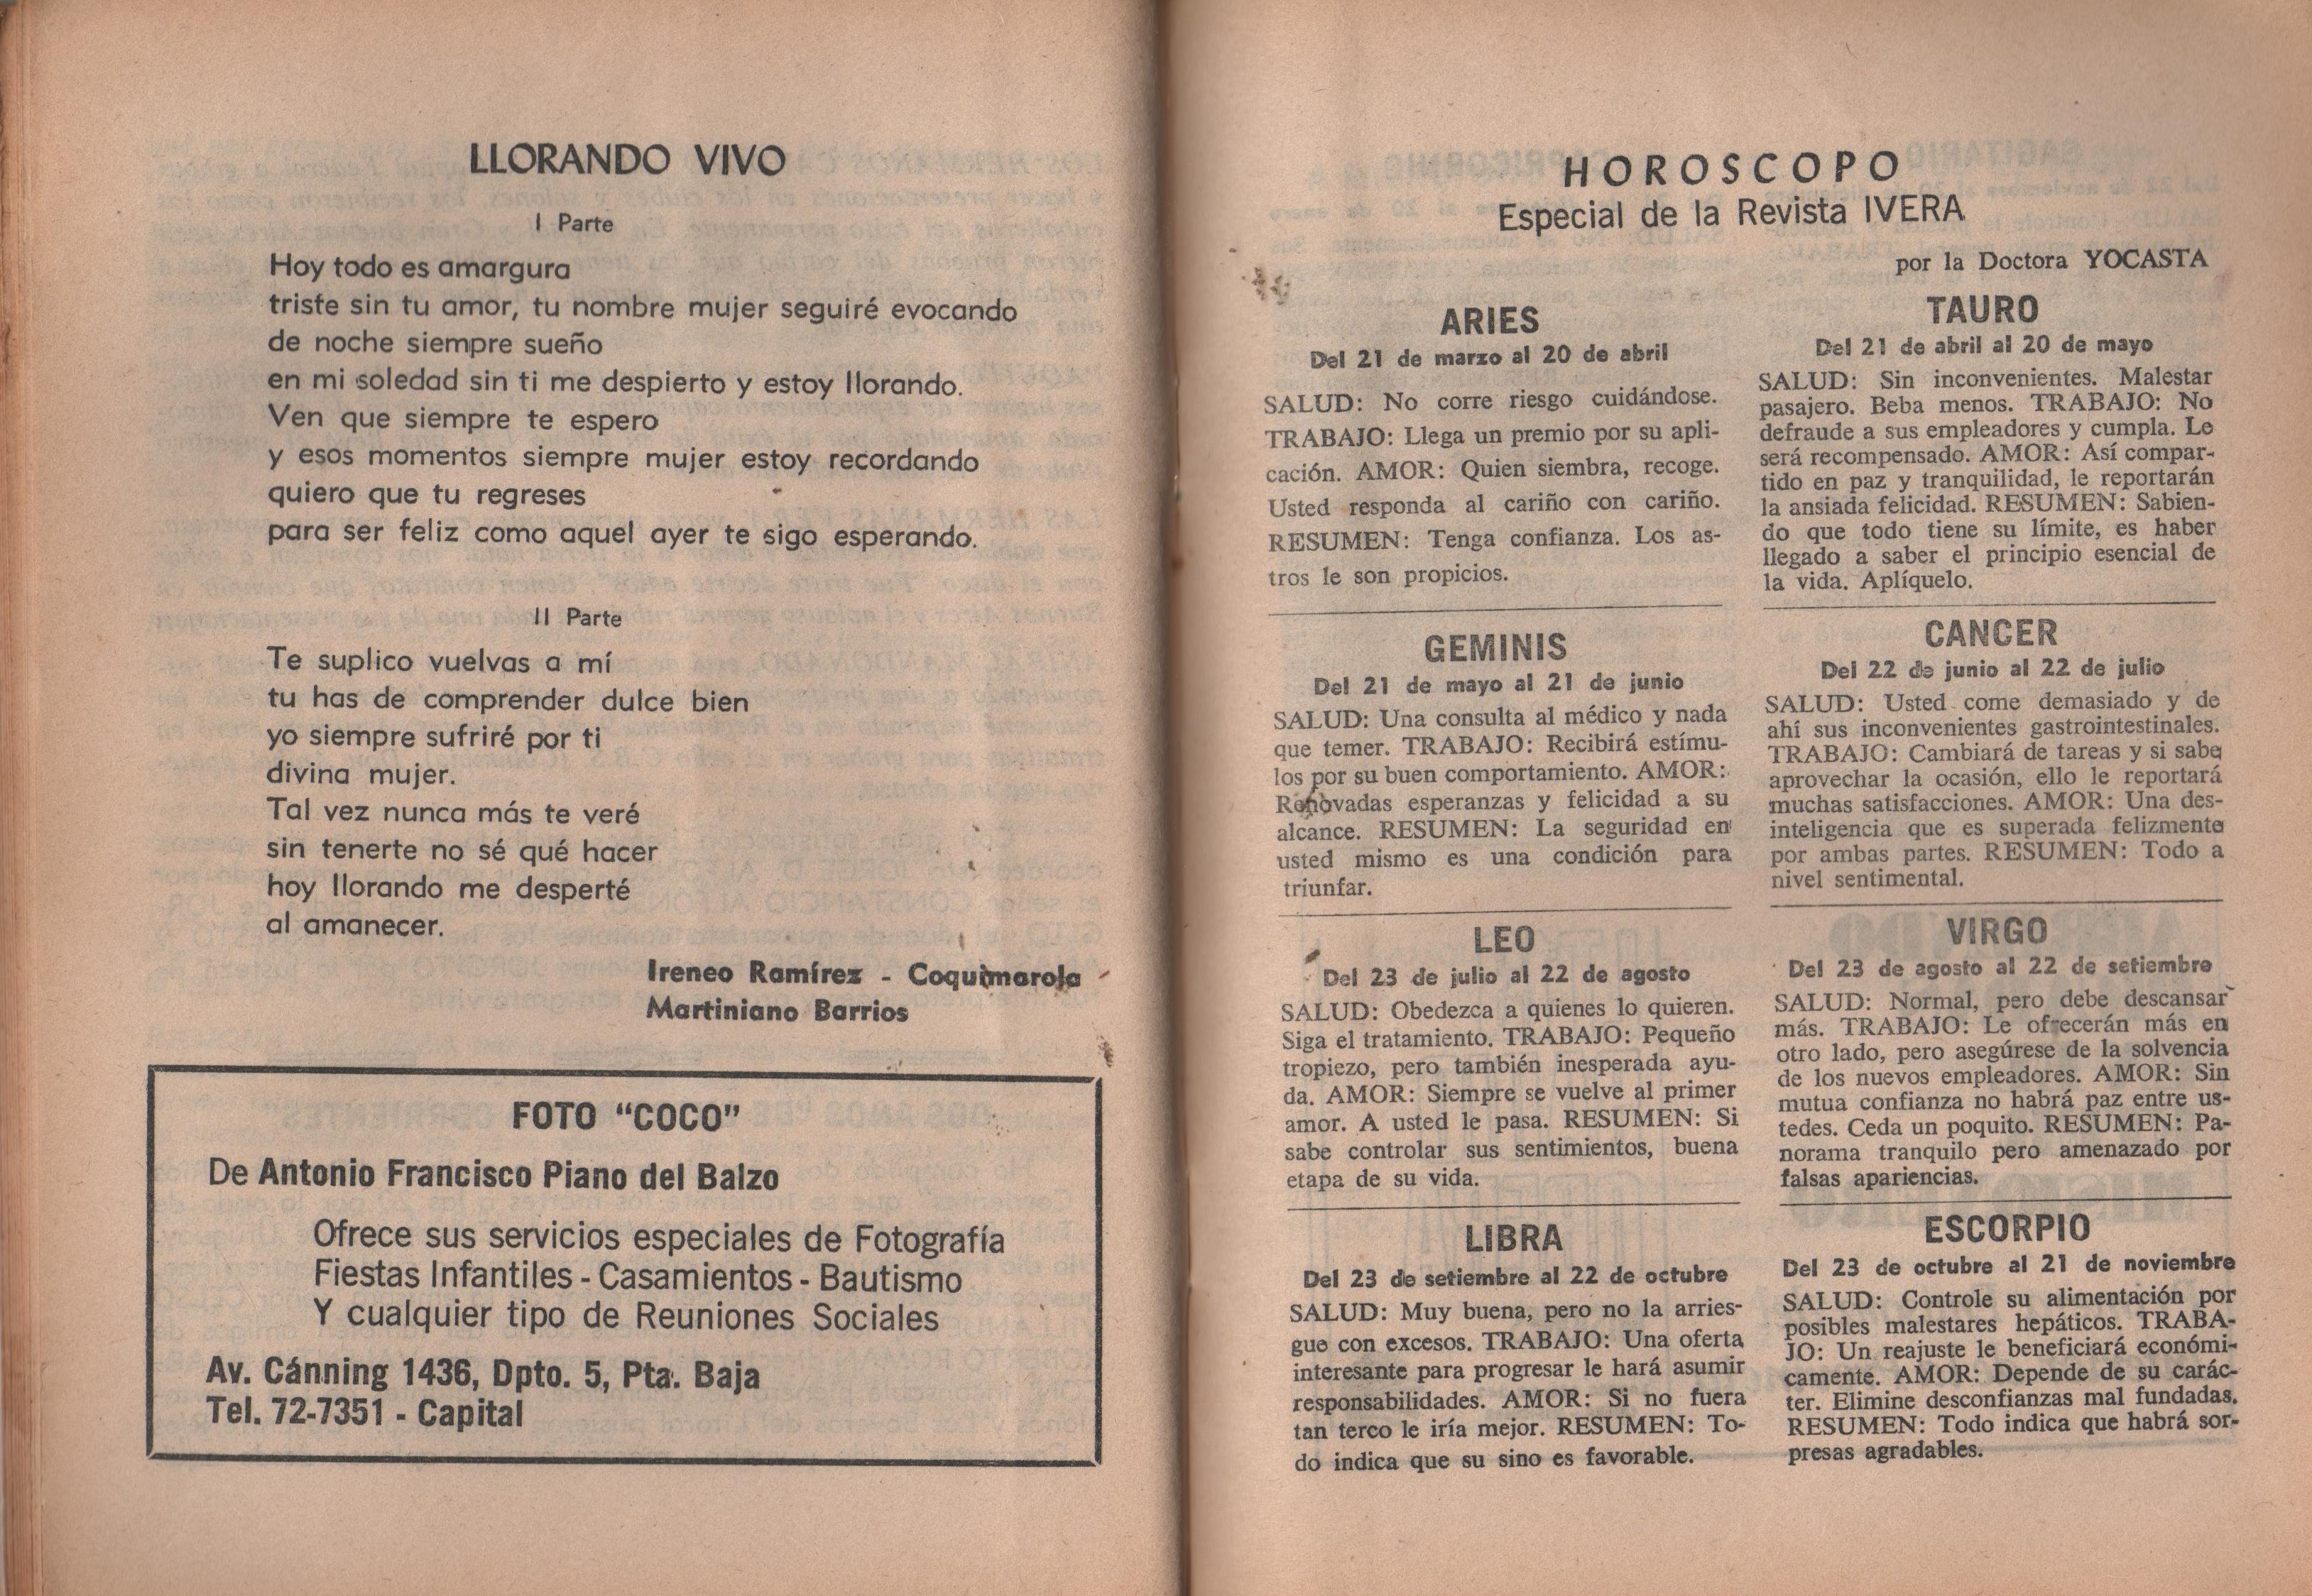 LLORANDO VIVO
I Parte
Hoy todo es amargura
triste sin tu amor, tu nombre mujer seguiré evocando
de noche siempre sueño
en mi soledad sin ti me despierto y estoy llorando.
Ven que siempre te espero
y esos momentos siempre mujer estoy recordando
quiero que tu regreses
para ser feliz como aquel ayer te sigo esperando.
II Parte
Te suplico vuelvas a mí
tu has de comprender dulce bien
yo siempre sufriré por ti
divina mujer.
Tal vez nunca más te veré
sin tenerte no sé qué hacer
hoy llorando me desperté
al amanecer.
Ireneo Ramírez - Coquimarola
Martiniano Barrios
FOTO "COCO"
De Antonio Francisco Piano del Balzo
Ofrece sus servicios especiales de Fotografía
Fiestas Infantiles - Casamientos - Bautismo
Y cualquier tipo de Reuniones Sociales
Av. Cánning 1436, Dpto. 5, Pta. Baja
Tel. 72-7351 - Capital
HOROSCOPO
Especial de la Revista IVERA
por la Doctora YOCASTA
ARIES
Del 21 de marzo al 20 de abril
SALUD: No corre riesgo cuidándose.
TRABAJO: Llega un premio por su apli-
cación. AMOR: Quien siembra, recoge.
Usted responda al cariño con cariño.
RESUMEN: Tenga confianza. Los as-
tros le son propicios.
TAURO
Del 21 de abril al 20 de mayo
SALUD: Sin inconvenientes. Malestar
pasajero. Beba menos. TRABAJO: No
defraude a sus empleadores y cumpla. Le
será recompensado. AMOR: Así compar-
tido en paz y tranquilidad, le reportarán
la ansiada felicidad. RESUMEN: Sabien-
do que todo tiene su límite, es haber
llegado a saber el principio esencial de
la vida. Aplíquelo.
GEMINIS
Del 21 de mayo al 21 de junio
SALUD: Una consulta al médico y nada
que temer. TRABAJO: Recibirá estímu-
los por su buen comportamiento. AMOR:
Renovadas esperanzas y felicidad a su
alcance. RESUMEN: La seguridad en
usted mismo es una condición para
triunfar.
CANCER
Del 22 de junio al 22 de julio
SALUD: Usted come demasiado y de
ahí sus inconvenientes gastrointestinales.
TRABAJO: Cambiará de tareas y si sabe
aprovechar la ocasión, ello le reportará
muchas satisfacciones. AMOR: Una des-
inteligencia que es superada felizmente
por ambas partes. RESUMEN: Todo a
nivel sentimental.
LEO
Del 23 de julio al 22 de agosto
SALUD: Obedezca a quienes lo quieren.
Siga el tratamiento. TRABAJO: Pequeño
tropiezo, pero también inesperada ayu-
da. AMOR: Siempre se vuelve al primer
amor. A usted le pasa. RESUMEN: Si
sabe controlar sus sentimientos, buena
etapa de su vida.
VIRGO
Del 23 de agosto al 22 de setiembre
SALUD: Normal, pero debe descansar
más. TRABAJO: Le ofrecerán más en
otro lado, pero asegúrese de la solvencia
de los nuevos empleadores. AMOR: Sin
mutua confianza no habrá paz entre us-
tedes. Ceda un poquito. RESUMEN: Pa-
norama tranquilo pero amenazado por
falsas apariencias.
LIBRA
Del 23 de setiembre al 22 de octubre
SALUD: Muy buena, pero no la arries-
gue con excesos. TRABAJO: Una oferta
interesante para progresar le hará asumir
responsabilidades. AMOR: Si no fuera
tan terco le iría mejor. RESUMEN: To-
do indica que su sino es favorable.
ESCORPIO
Del 23 de octubre al 21 de noviembre
SALUD: Controle su alimentación por
posibles malestares hepáticos. TRABA-
JO: Un reajuste le beneficiará económi-
camente. AMOR: Depende de su carác-
ter. Elimine desconfianzas mal fundadas.
RESUMEN: Todo indica que habrá sor-
presas agradables.